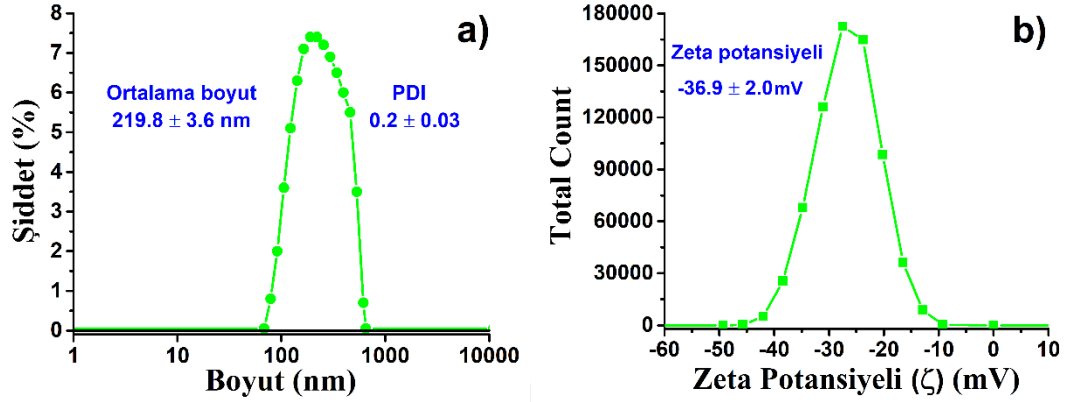 a)
8
7
6
5
4
3
2
1
0
Şiddet (%)
Ortalama boyut
219.8 ± 3.6 nm
PDI
0.2 ± 0.03
1
10
100
1000
10000
Boyut (nm)
b)
180000
150000
120000
90000
60000
30000
0
Total Count
Zeta potansiyeli
-36.9 ± 2.0mV
-60
-50
-40
-30
-20
-10
0
10
Zeta Potansiyeli (ζ) (mV)